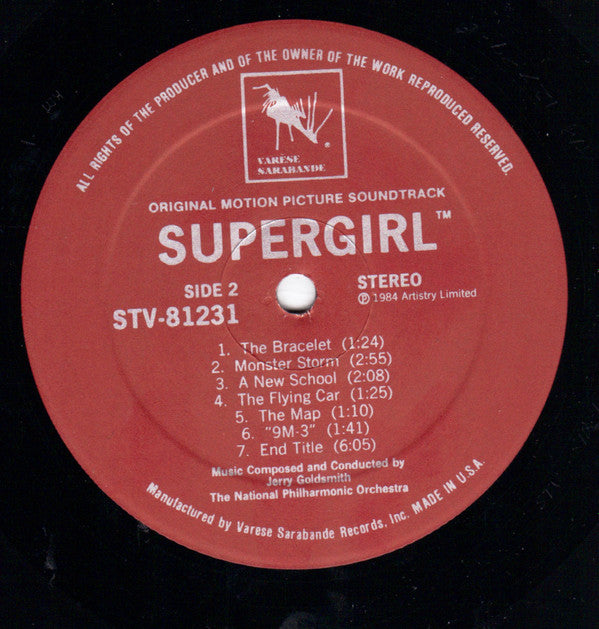 ALL RIGHTS OF THE PRODUCER AND OF THE OWNER OF THE WORK REPRODUCED RESERVED.
VARÈSE
SARABANDE
®
ORIGINAL MOTION PICTURE SOUNDTRACK
SUPERGIRL™
SIDE 2
STV-81231
STEREO
℗ 1984 Artistry Limited
1. The Bracelet (1:24)
2. Monster Storm (2:55)
3. A New School (2:08)
4. The Flying Car (1:25)
5. The Map (1:10)
6. "9M-3" (1:41)
7. End Title (6:05)
Music Composed and Conducted by
Jerry Goldsmith
The National Philharmonic Orchestra
Manufactured by Varese Sarabande Records, Inc. MADE IN U.S.A.